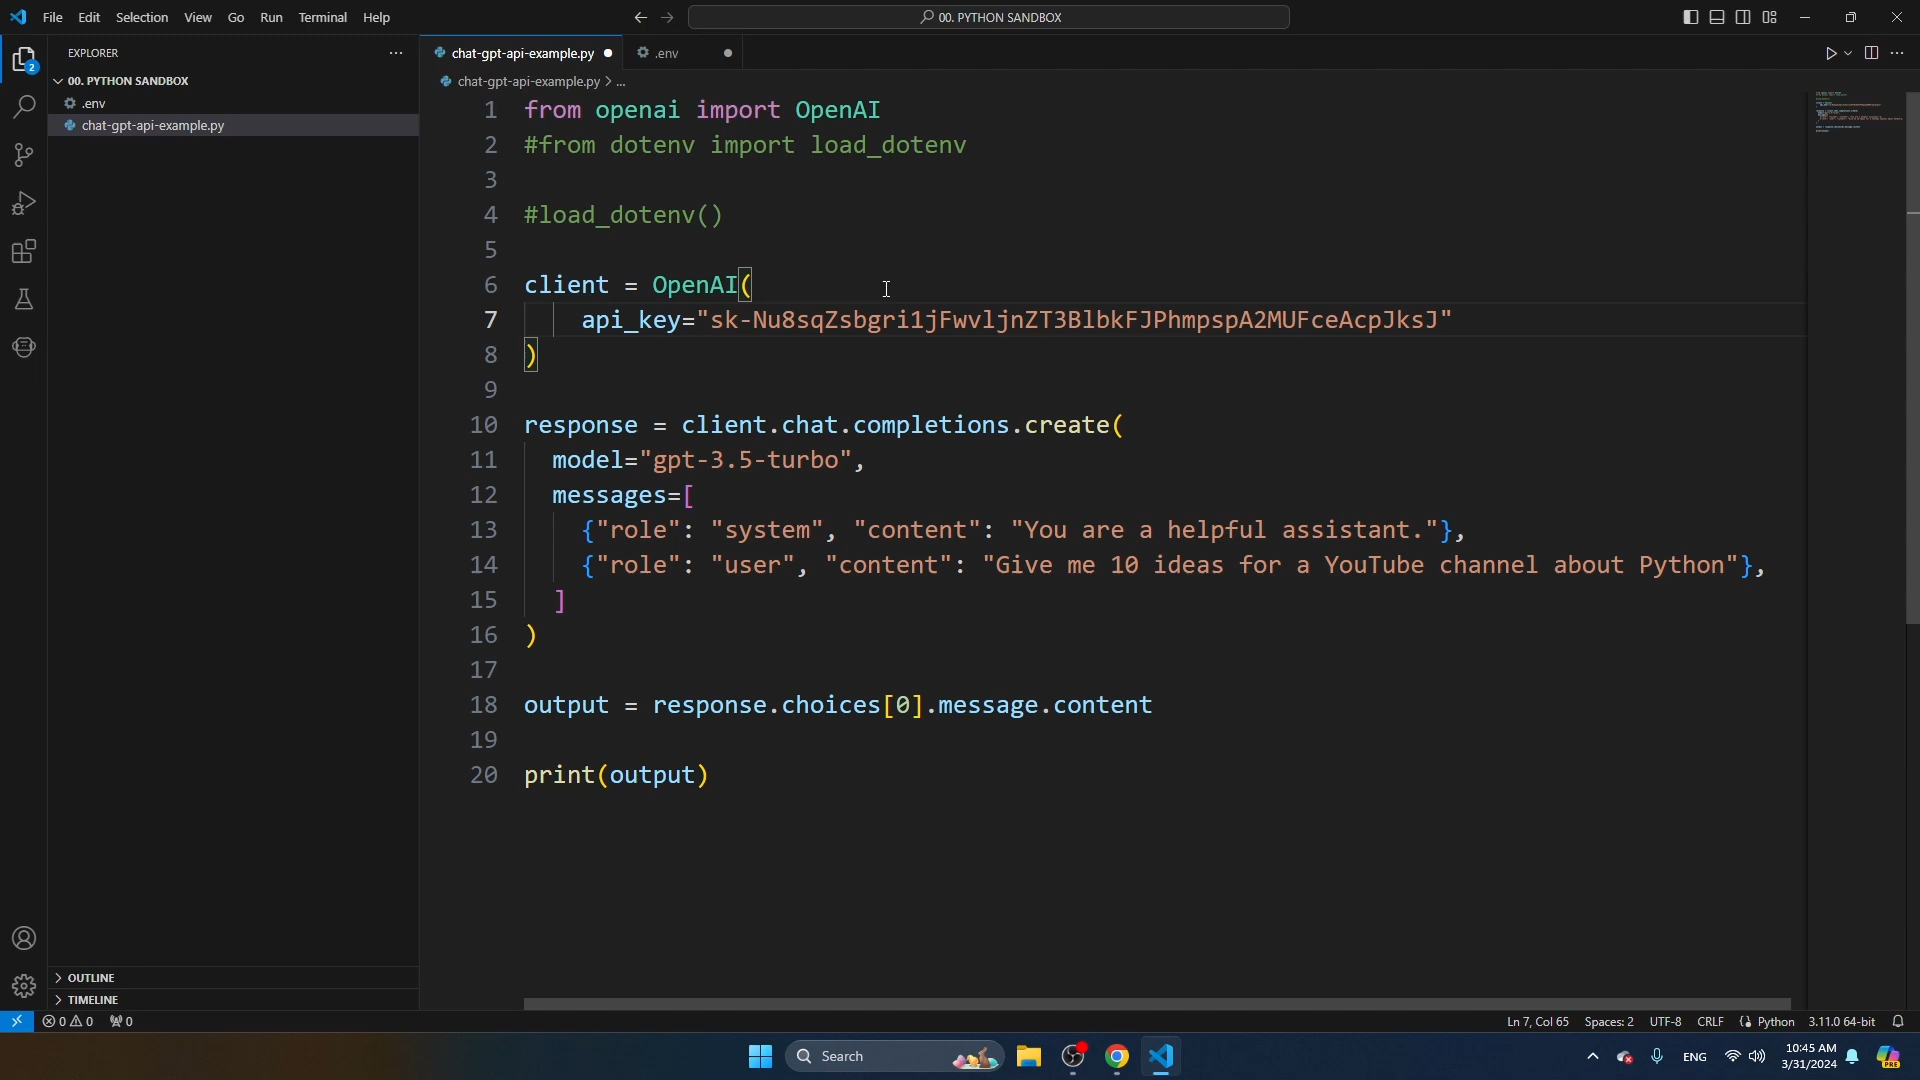 File Edit Selection View Go Run Terminal Help
00. PYTHON SANDBOX
EXPLORER
00. PYTHON SANDBOX
.env
chat-gpt-api-example.py
OUTLINE
TIMELINE
2
chat-gpt-api-example.py
.env
chat-gpt-api-example.py > ...
1 from openai import OpenAI
2 #from dotenv import load_dotenv
3
4 #load_dotenv()
5
6 client = OpenAI(
7 api_key="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"
8 )
9
10 response = client.chat.completions.create(
11 model="gpt-3.5-turbo",
12 messages=[
13 {"role": "system", "content": "You are a helpful assistant."},
14 {"role": "user", "content": "Give me 10 ideas for a YouTube channel about Python"},
15 ]
16 )
17
18 output = response.choices[0].message.content
19
20 print(output)
0 0 0
Ln 7, Col 65 Spaces: 2 UTF-8 CRLF Python 3.11.0 64-bit
Search
ENG
10:45 AM
3/31/2024
PRE